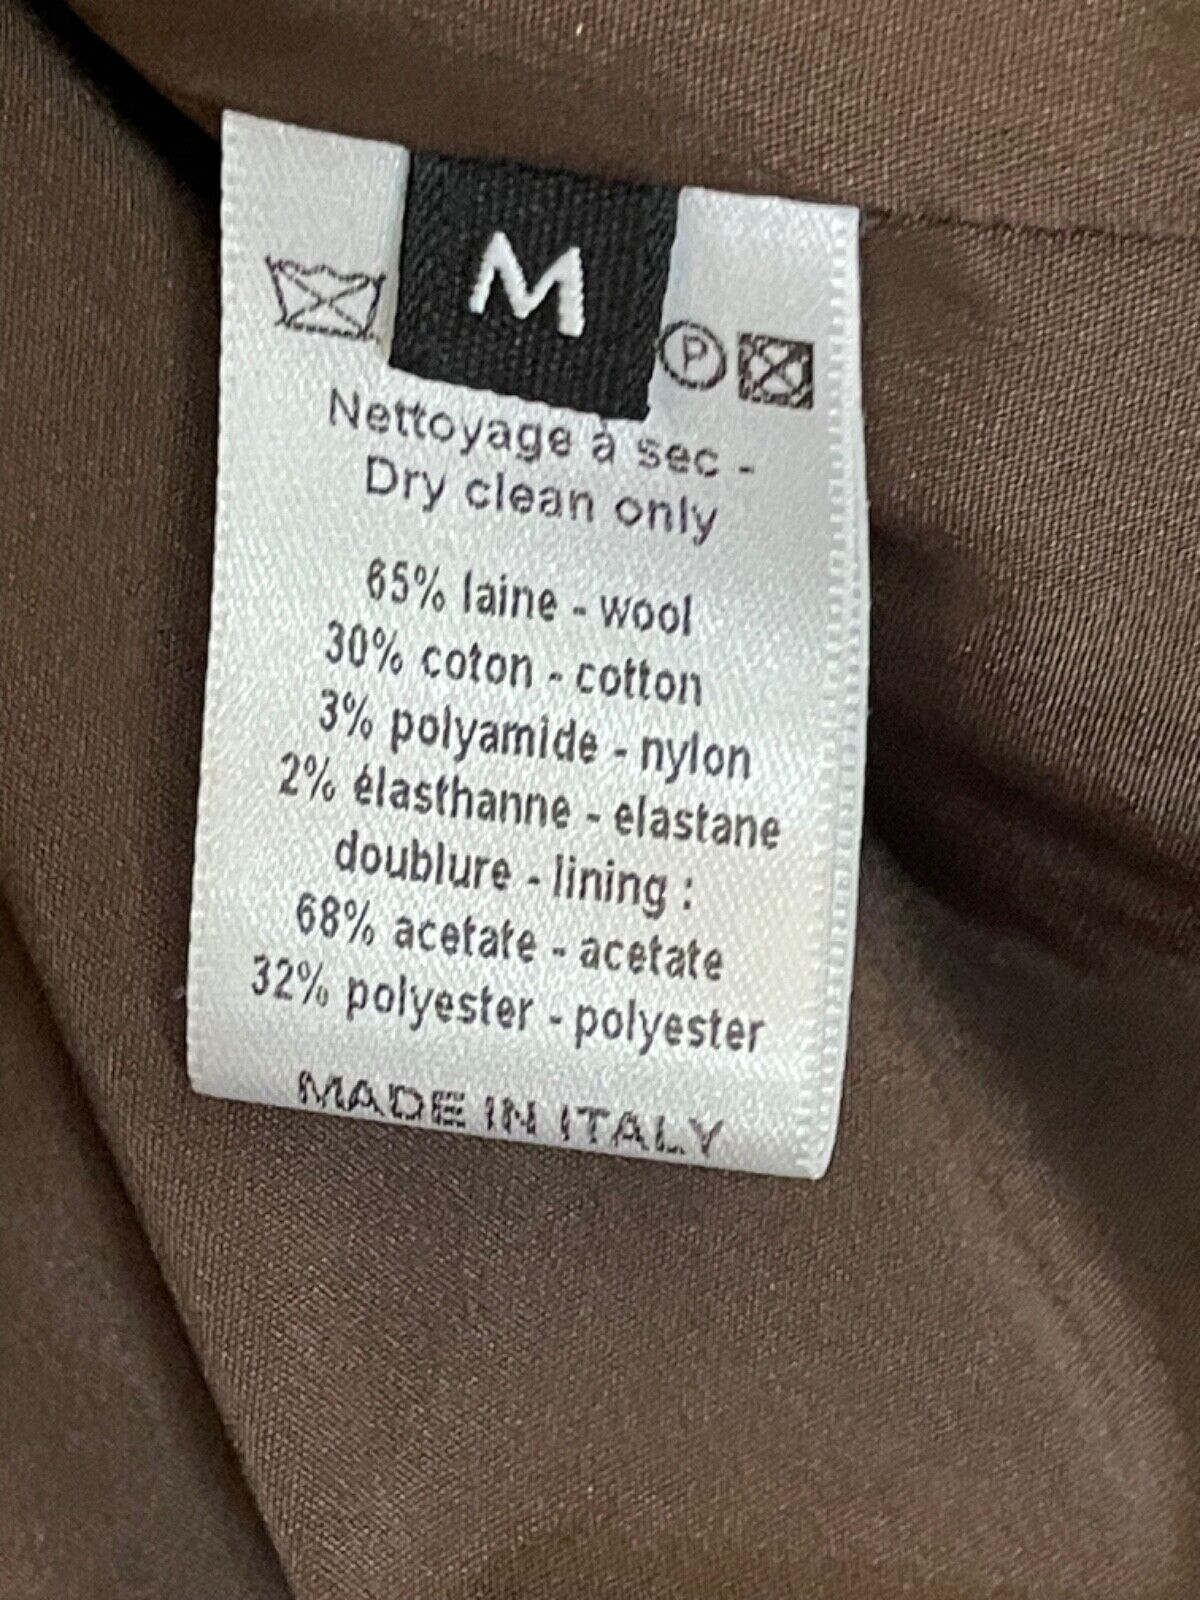 M
P
Nettoyage à sec -
Dry clean only
65% laine - wool
30% coton - cotton
3% polyamide - nylon
2% élasthanne - elastane
doublure - lining :
68% acetate - acetate
32% polyester - polyester
MADE IN ITALY